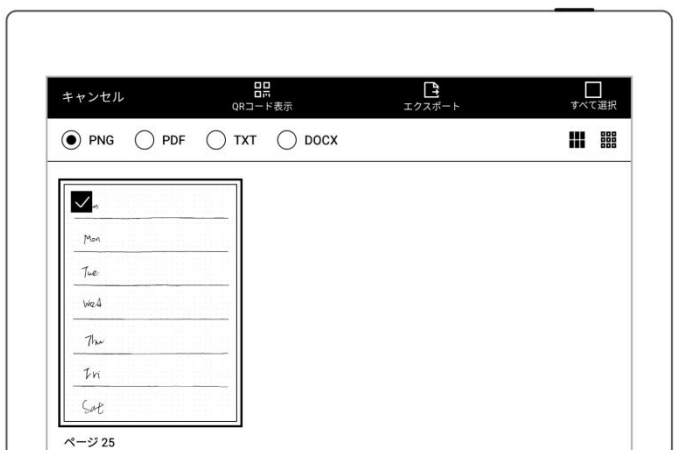 キャンセル
QRコード表示
エクスポート
すべて選択
PNG PDF TXT DOCX
Mon
Tue
Wed
Thu
Fri
Sat
ページ 25